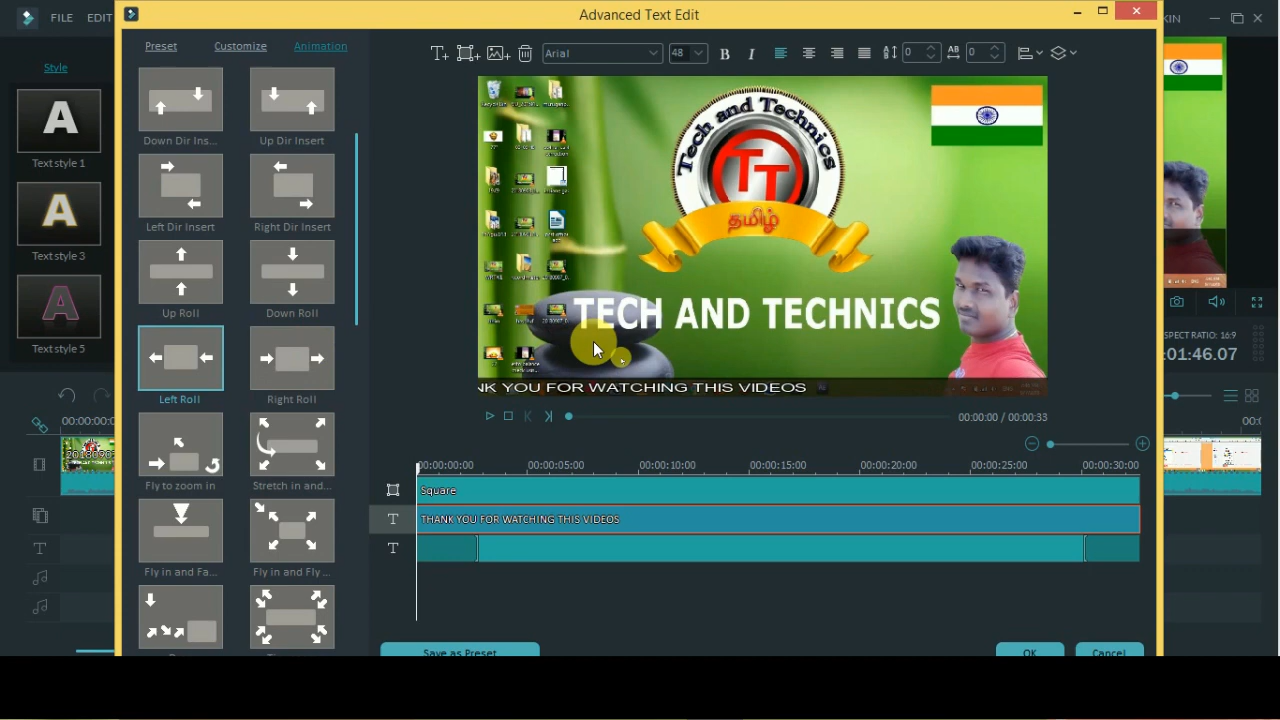 FILE EDIT
Advanced Text Edit
KIN
Style
Preset Customize Animation
Arial 48 B I 0 0
Text style 1
Text style 3
Text style 5
Down Dir Ins... Up Dir Insert
Left Dir Insert Right Dir Insert
Up Roll Down Roll
Left Roll Right Roll
Fly to zoom in Stretch in and...
Fly in and Fa... Fly in and Fly ...
Tech and Technics
TT
தமிழ்
TECH AND TECHNICS
NK YOU FOR WATCHING THIS VIDEOS
SPECT RATIO: 16:9
:01:46.07
00:00:00 / 00:00:33
00:00:00:0
00:00:00:00 00:00:05:00 00:00:10:00 00:00:15:00 00:00:20:00 00:00:25:00 00:00:30:00
Square
T THANK YOU FOR WATCHING THIS VIDEOS
T
Save as Preset OK Cancel